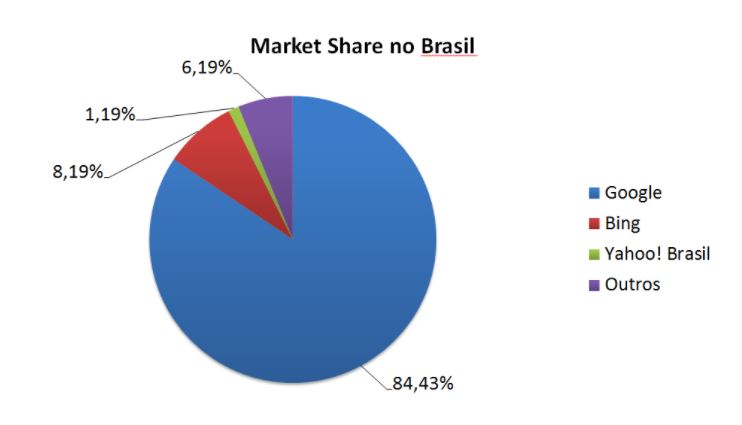 Market Share no Brasil
6,19%
1,19%
8,19%
84,43%
Google
Bing
Yahoo! Brasil
Outros